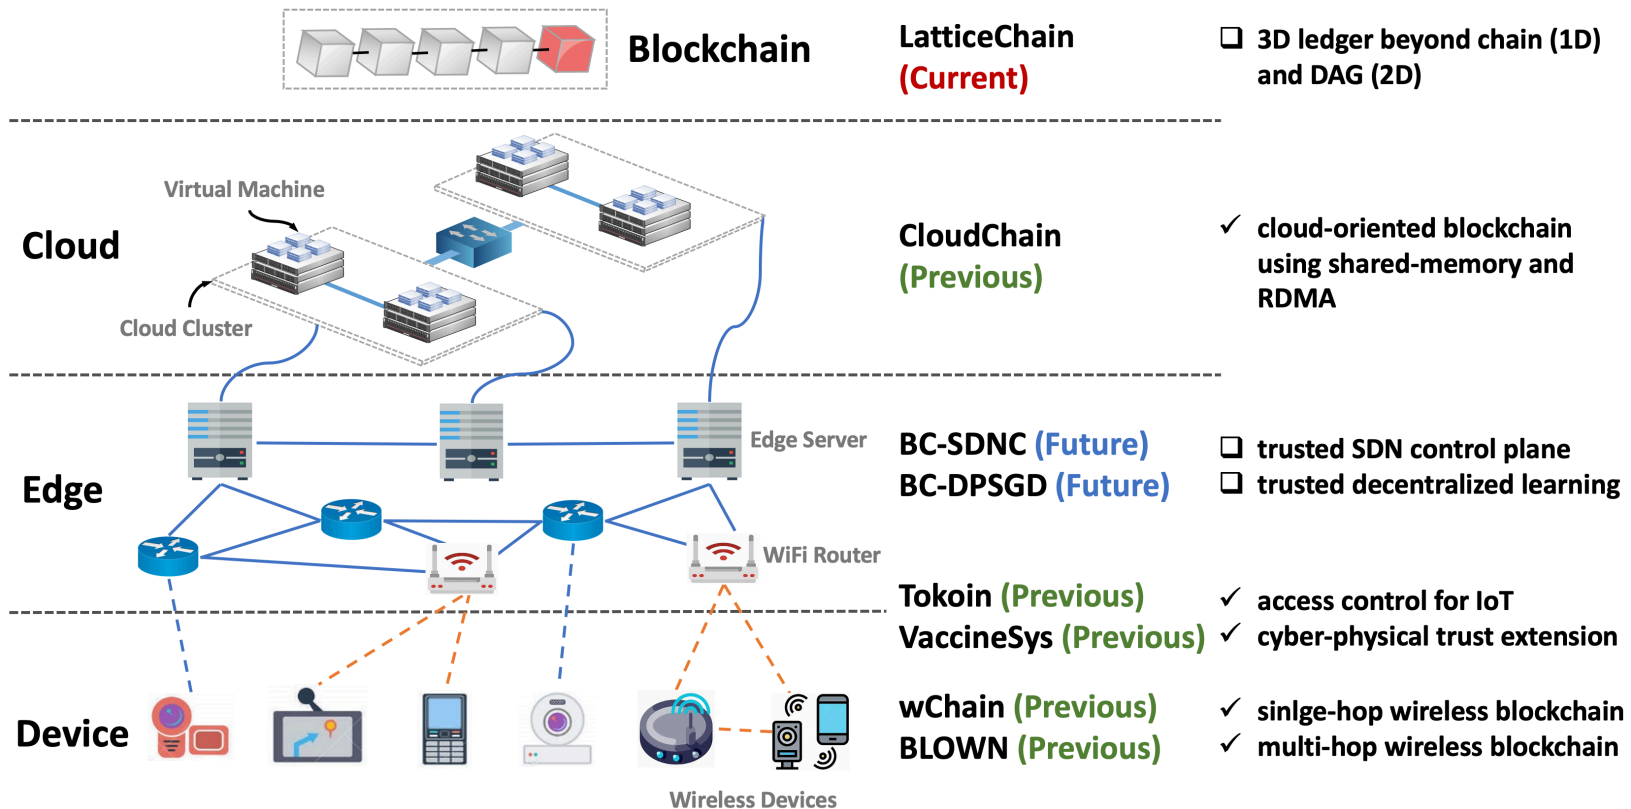 Blockchain
LatticeChain
(Current)
3D ledger beyond chain (1D)
and DAG (2D)
Virtual Machine
Cloud
Cloud Cluster
CloudChain
(Previous)
cloud-oriented blockchain
using shared-memory and
RDMA
Edge
Edge Server
WiFi Router
BC-SDNC (Future)
BC-DPSGD (Future)
trusted SDN control plane
trusted decentralized learning
Tokoin (Previous)
VaccineSys (Previous)
access control for IoT
cyber-physical trust extension
Device
Wireless Devices
wChain (Previous)
BLOWN (Previous)
sinlge-hop wireless blockchain
multi-hop wireless blockchain